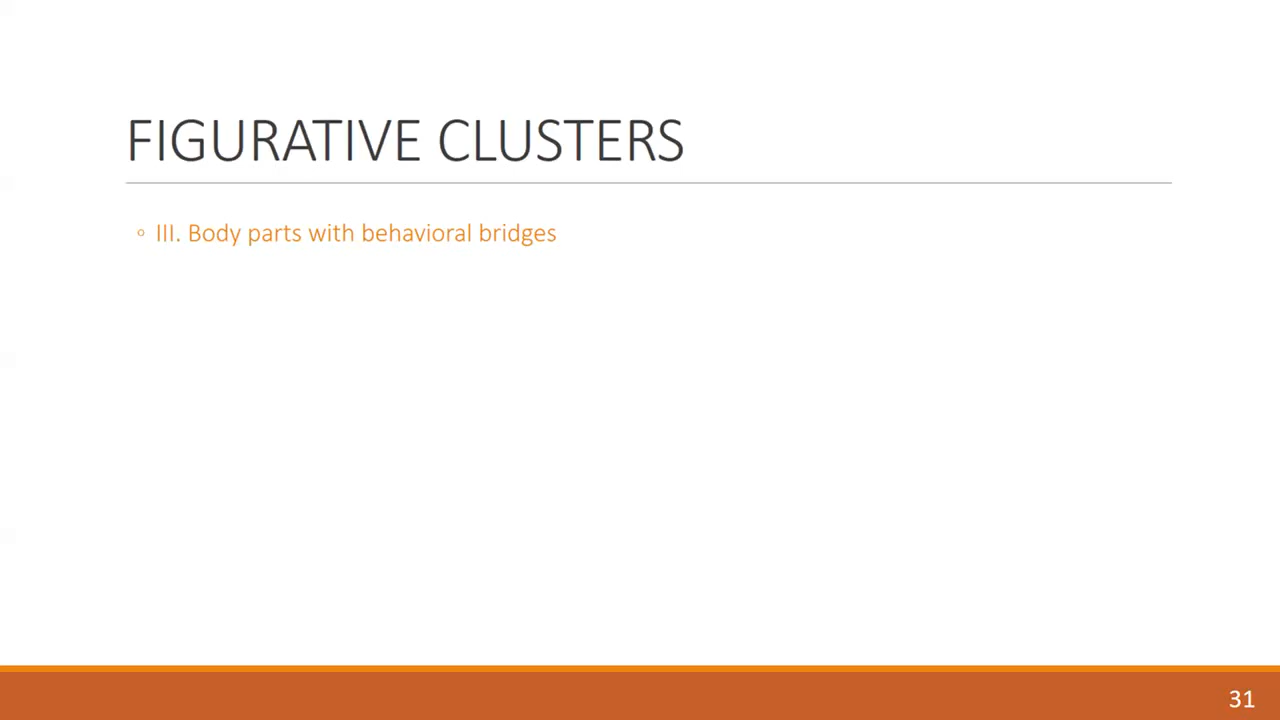 FIGURATIVE CLUSTERS
◦ III. Body parts with behavioral bridges
31